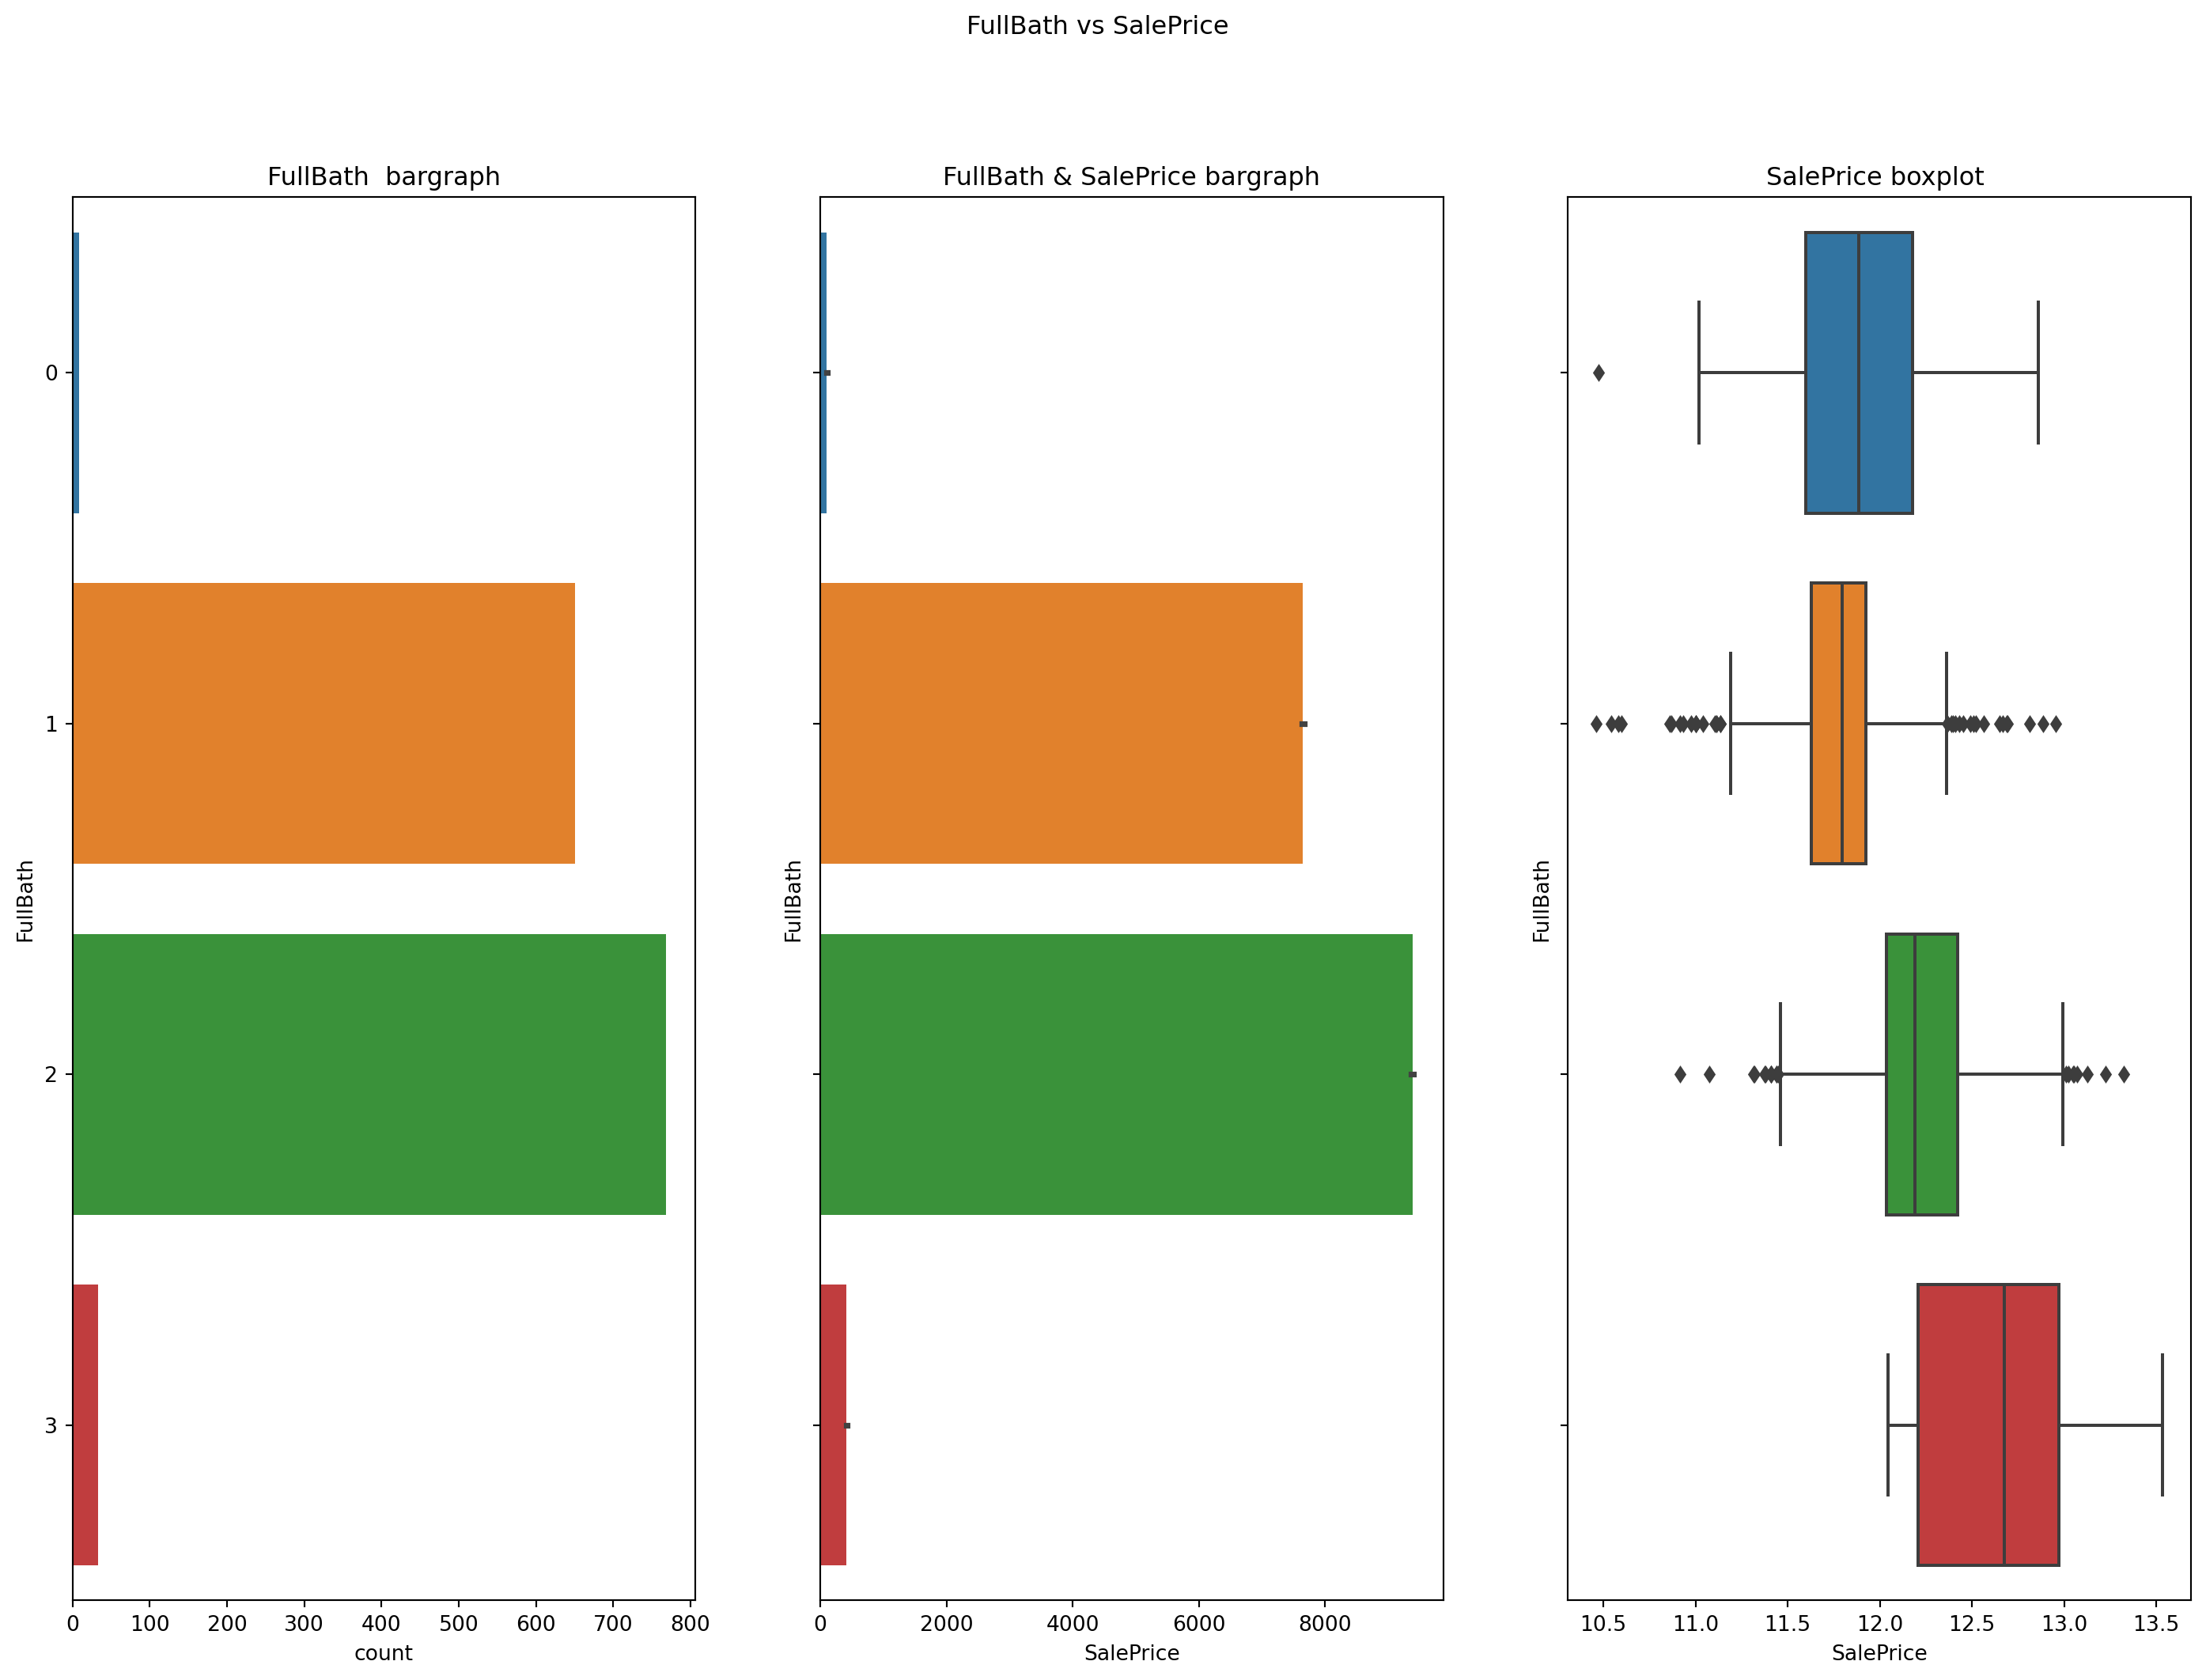 FullBath vs SalePrice
FullBath  bargraph
0
1
2
3
FullBath
0 100 200 300 400 500 600 700 800
count
FullBath & SalePrice bargraph
FullBath
0 2000 4000 6000 8000
SalePrice
SalePrice boxplot
FullBath
10.5 11.0 11.5 12.0 12.5 13.0 13.5
SalePrice